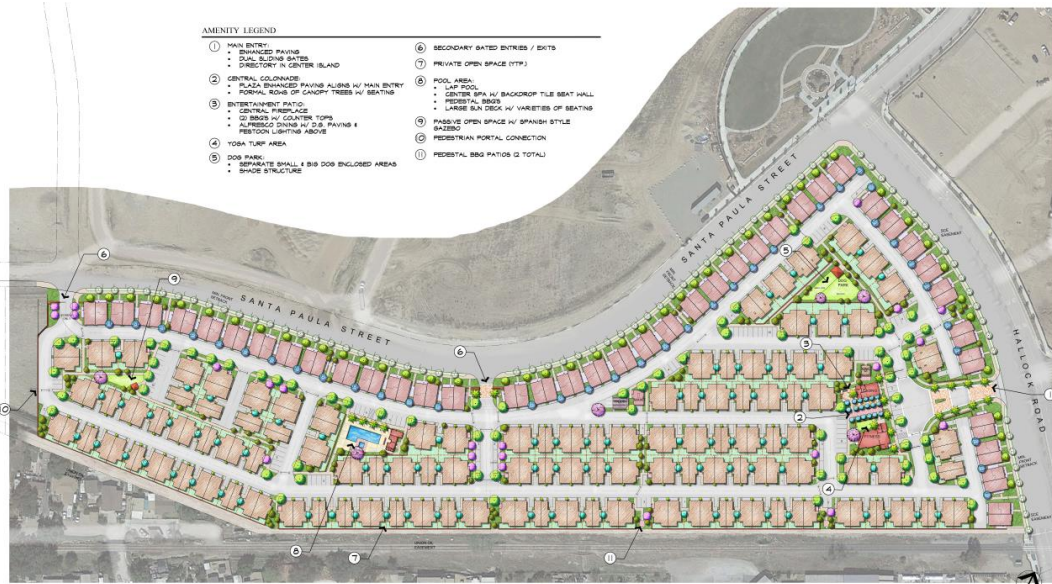 AMENITY LEGEND
1 MAIN ENTRY:
• ENHANCED PAVING
• DUAL SLIDING GATES
• DIRECTORY IN CENTER ISLAND
2 CENTRAL COLONNADE:
• PLAZA ENHANCED PAVING ALIGNS W/ MAIN ENTRY
• FORMAL ROWS OF CANOPY TREES W/ SEATING
3 ENTERTAINMENT PATIO:
• CENTRAL FIREPLACE
• (2) BBQ'S W/ COUNTER TOPS
• ALFRESCO DINING W/ D.G. PAVING &
FESTOON LIGHTING ABOVE
4 YOGA TURF AREA
5 DOG PARK:
• SEPARATE SMALL & BIG DOG ENCLOSED AREAS
• SHADE STRUCTURE
6 SECONDARY GATED ENTRIES / EXITS
7 PRIVATE OPEN SPACE (TYP.)
8 POOL AREA:
• LAP POOL
• CENTER SPA W/ BACKDROP TILE SEAT WALL
• PEDESTAL BBQ'S
• LARGE SUN DECK W/ VARIETIES OF SEATING
9 PASSIVE OPEN SPACE W/ SPANISH STYLE
GAZEBO
10 PEDESTRIAN PORTAL CONNECTION
11 PEDESTAL BBQ PATIOS (2 TOTAL)
SANTA PAULA STREET
SANTA PAULA STREET
HALLOCK ROAD
6
9
6
5
3
2
1
10
4
8
7
11